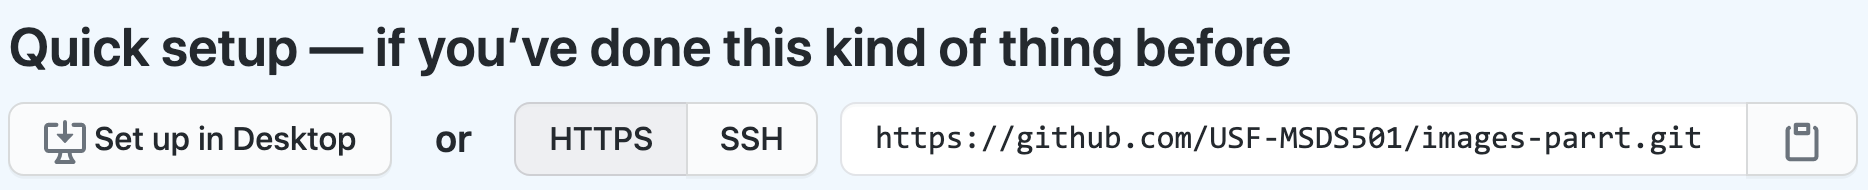 Quick setup — if you’ve done this kind of thing before
Set up in Desktop or HTTPS SSH https://github.com/USF-MSDS501/images-parrt.git